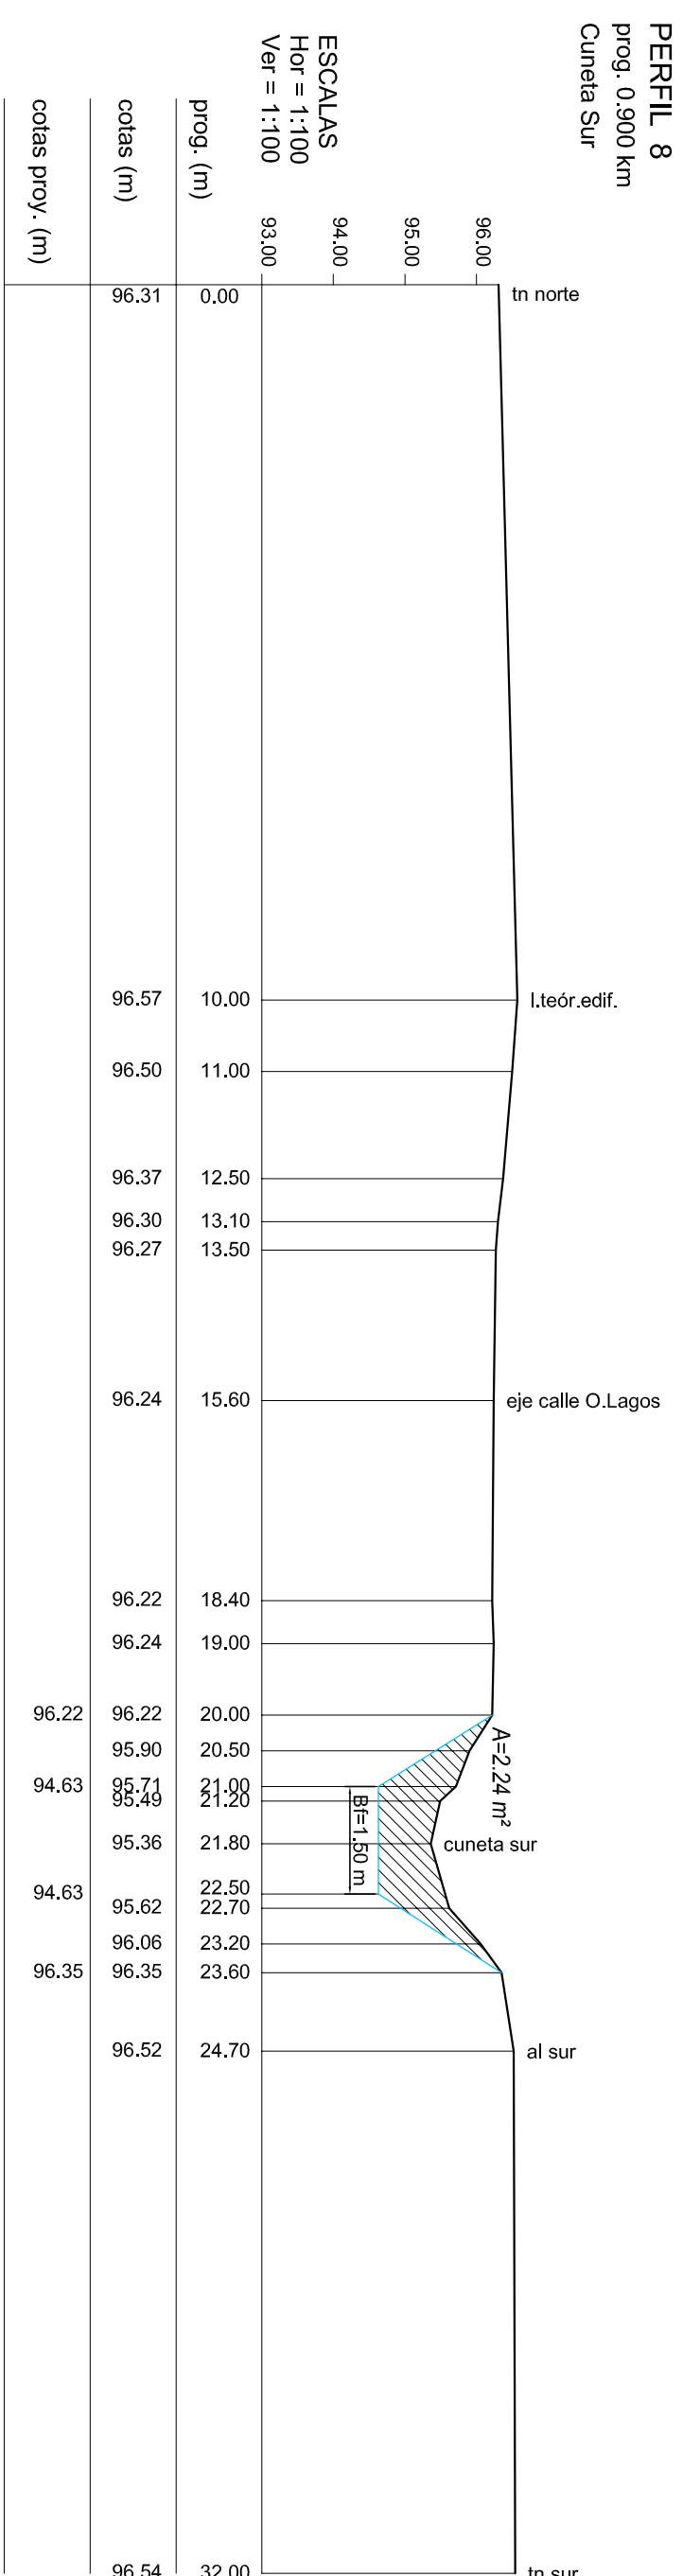 PERFIL 8
prog. 0.900 km
Cuneta Sur
ESCALAS
Hor = 1:100
Ver = 1:100
96.00
95.00
94.00
93.00
prog. (m)
cotas (m)
cotas proy. (m)
tn norte
96.31 0.00
96.57 10.00 l.teór.edif.
96.50 11.00
96.37 12.50
96.30 13.10
96.27 13.50
96.24 15.60 eje calle O.Lagos
96.22 18.40
96.24 19.00
96.22 96.22 20.00
A=2.24 m²
95.90 20.50
94.63 95.71 21.00
95.49 21.20
Bf=1.50 m
95.36 21.80 cuneta sur
94.63 22.50
95.62 22.70
96.06 23.20
96.35 96.35 23.60
96.52 24.70 al sur
96.54 32.00 tn sur